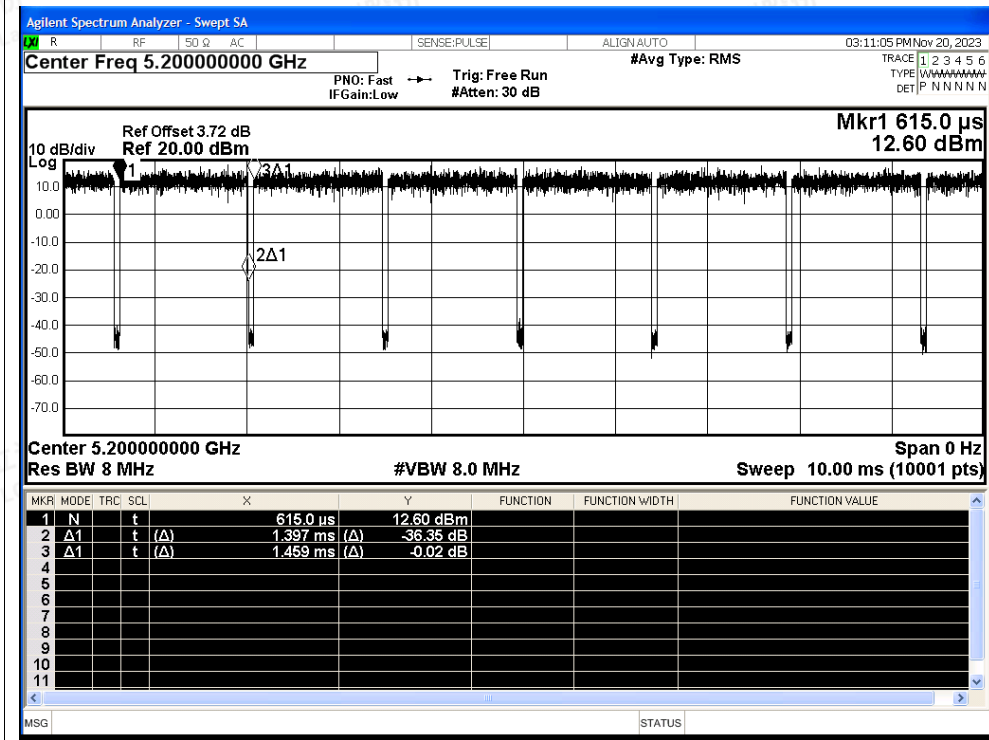 Agilent Spectrum Analyzer - Swept SA
LXI R RF 50 Ω AC SENSE:PULSE ALIGN AUTO 03:11:05 PM Nov 20, 2023
Center Freq 5.200000000 GHz #Avg Type: RMS TRACE 1 2 3 4 5 6
PNO: Fast Trig: Free Run TYPE
IFGain:Low #Atten: 30 dB DET P N N N N N
Mkr1 615.0 µs
Ref Offset 3.72 dB
10 dB/div Ref 20.00 dBm 12.60 dBm
Log
1 3Δ1
10.0
0.00
-10.0
2Δ1
-20.0
-30.0
-40.0
-50.0
-60.0
-70.0
Center 5.200000000 GHz Span 0 Hz
Res BW 8 MHz #VBW 8.0 MHz Sweep 10.00 ms (10001 pts)
MKR MODE TRC SCL X Y FUNCTION FUNCTION WIDTH FUNCTION VALUE
1 N t 615.0 µs 12.60 dBm
2 Δ1 t (Δ) 1.397 ms (Δ) -36.35 dB
3 Δ1 t (Δ) 1.459 ms (Δ) -0.02 dB
4
5
6
7
8
9
10
11
MSG STATUS